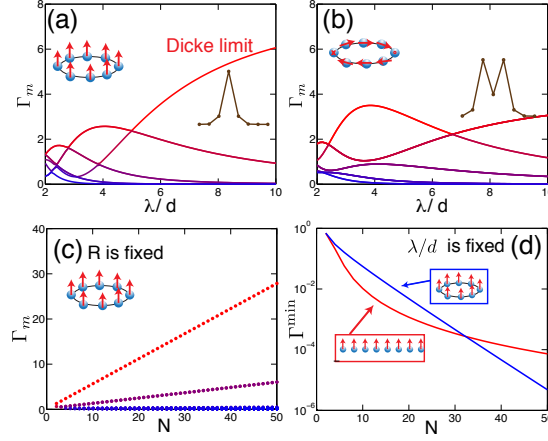 (a)
Dicke limit
Γm
8
6
4
2
0
2 4 6 8 10
λ/d
(b)
Γm
8
6
4
2
0
2 4 6 8 10
λ/d
(c) R is fixed
Γm
40
30
20
10
0
0 10 20 30 40 50
N
λ/d is fixed (d)
Γmin
10^0
10^-2
10^-4
10^-6
0 10 20 30 40 50
N